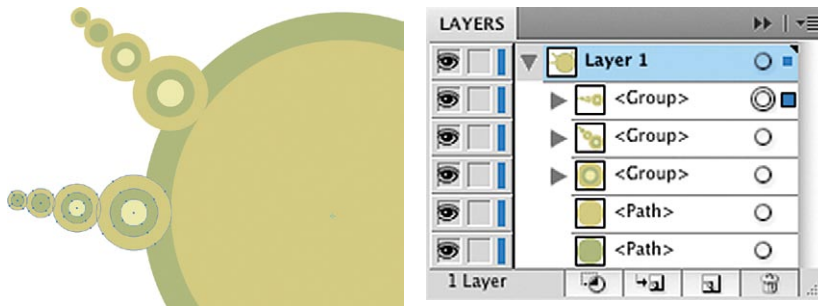 LAYERS
Layer 1
<Group>
<Group>
<Group>
<Path>
<Path>
1 Layer